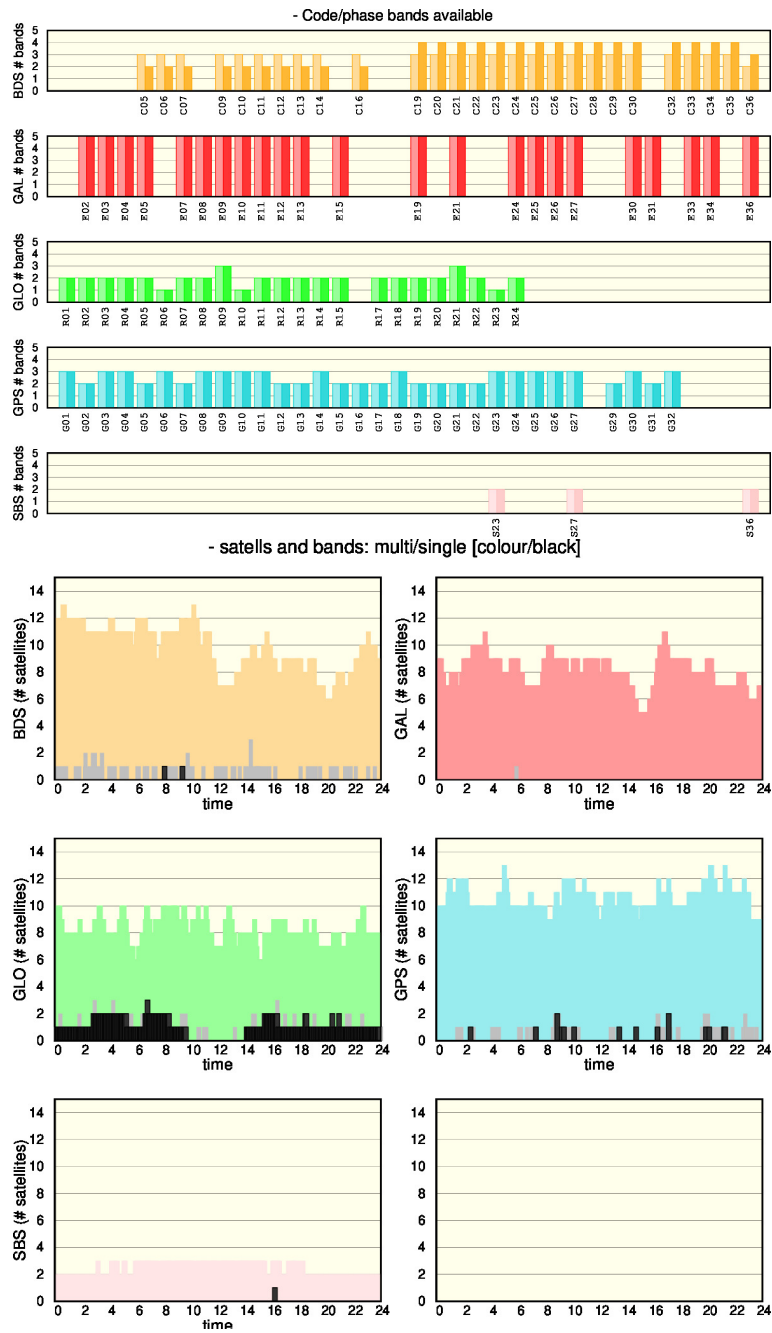 - Code/phase bands available
BDS # bands
5
4
3
2
1
0
C05 C06 C07 C09 C10 C11 C12 C13 C14 C16 C19 C20 C21 C22 C23 C24 C25 C26 C27 C28 C29 C30 C32 C33 C34 C35 C36
GAL # bands
5
4
3
2
1
0
E02 E03 E04 E05 E07 E08 E09 E10 E11 E12 E13 E15 E19 E21 E24 E25 E26 E27 E30 E31 E33 E34 E36
GLO # bands
5
4
3
2
1
0
R01 R02 R03 R04 R05 R06 R07 R08 R09 R10 R11 R12 R13 R14 R15 R17 R18 R19 R20 R21 R22 R23 R24
GPS # bands
5
4
3
2
1
0
G01 G02 G03 G04 G05 G06 G07 G08 G09 G10 G11 G12 G13 G14 G15 G16 G17 G18 G19 G20 G21 G22 G23 G24 G25 G26 G27 G29 G30 G31 G32
SBS # bands
5
4
3
2
1
0
S23 S27 S36
- satells and bands: multi/single [colour/black]
BDS (# satellites)
14
12
10
8
6
4
2
0
0 2 4 6 8 10 12 14 16 18 20 22 24
time
GAL (# satellites)
14
12
10
8
6
4
2
0
0 2 4 6 8 10 12 14 16 18 20 22 24
time
GLO (# satellites)
14
12
10
8
6
4
2
0
0 2 4 6 8 10 12 14 16 18 20 22 24
time
GPS (# satellites)
14
12
10
8
6
4
2
0
0 2 4 6 8 10 12 14 16 18 20 22 24
time
SBS (# satellites)
14
12
10
8
6
4
2
0
0 2 4 6 8 10 12 14 16 18 20 22 24
time
14
12
10
8
6
4
2
0
0 2 4 6 8 10 12 14 16 18 20 22 24